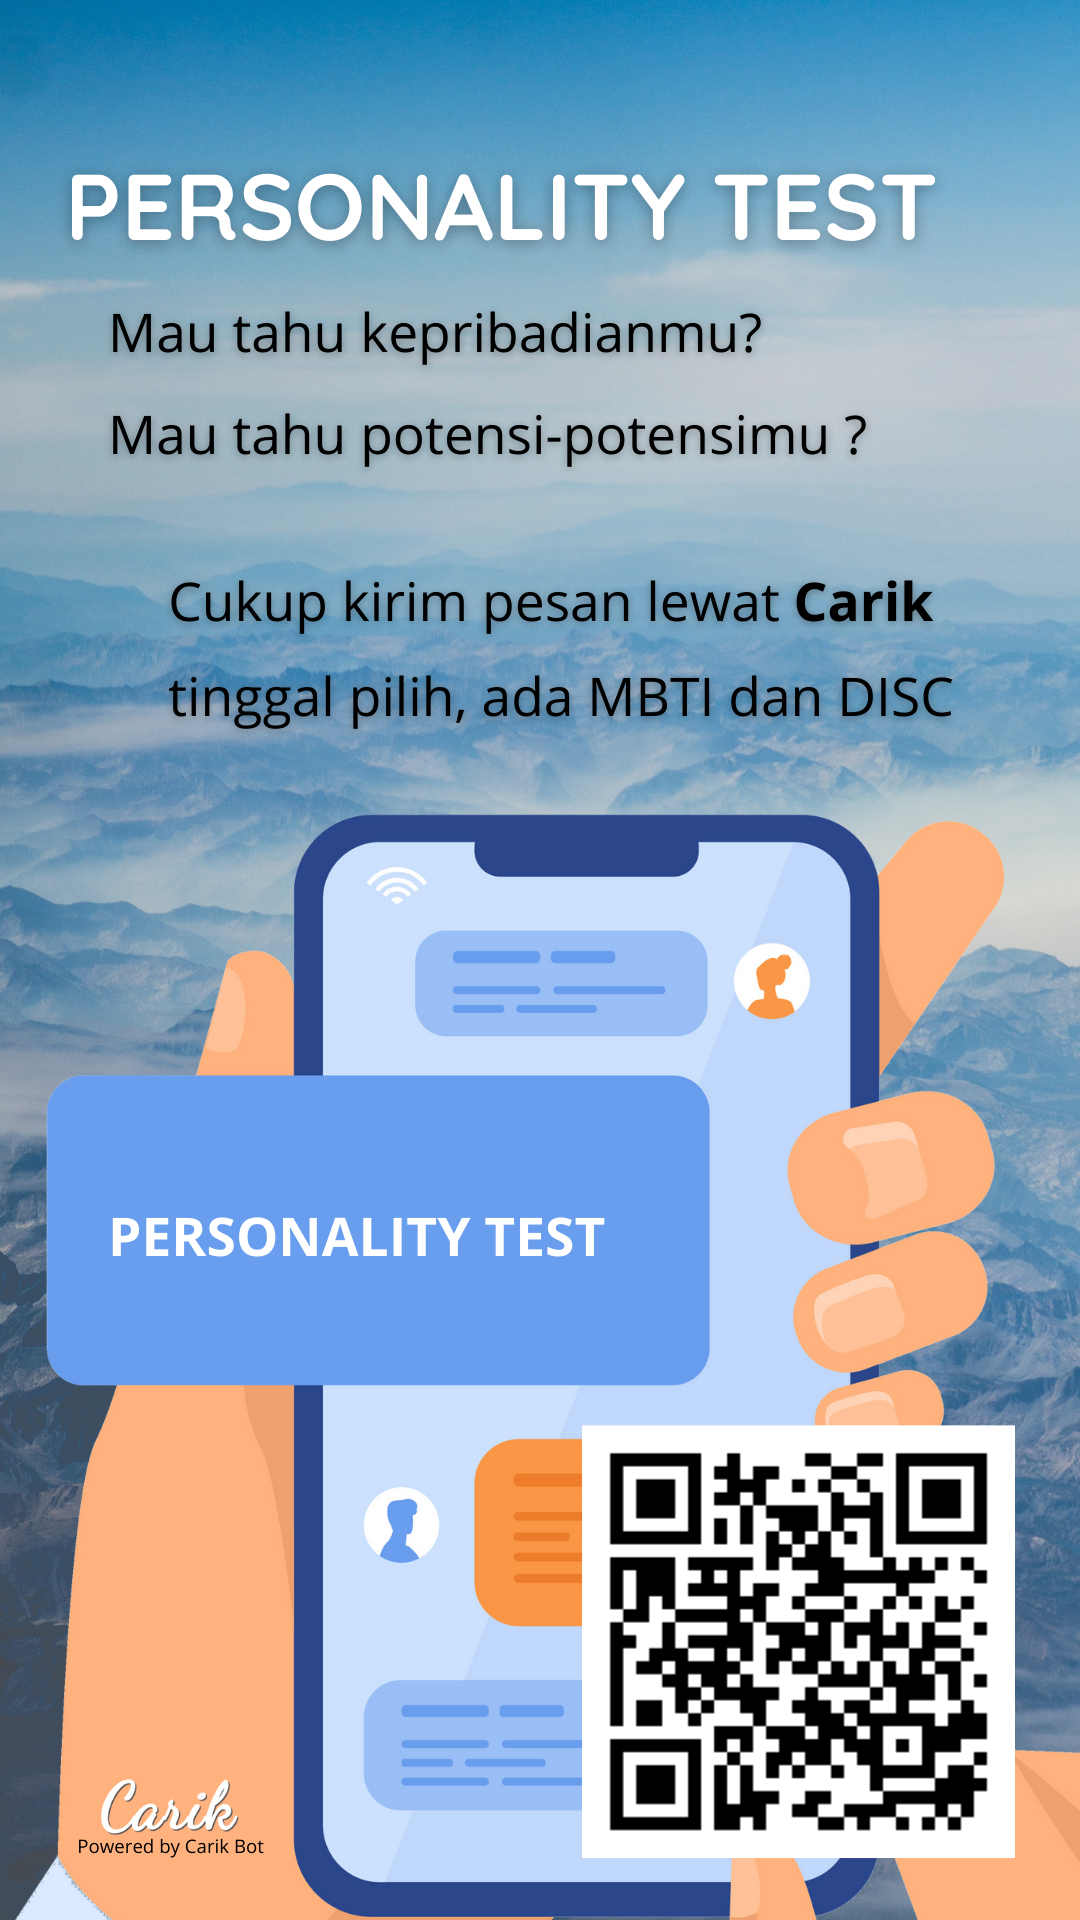 PERSONALITY TEST
Mau tahu kepribadianmu?
Mau tahu potensi-potensimu ?
Cukup kirim pesan lewat Carik
tinggal pilih, ada MBTI dan DISC
PERSONALITY TEST
Carik
Powered by Carik Bot